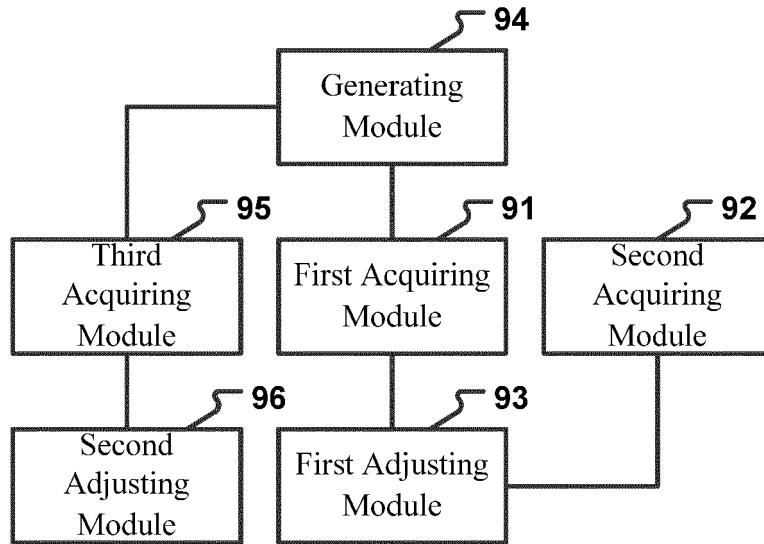 94
Generating
Module
95
Third
Acquiring
Module
91
First Acquiring
Module
92
Second
Acquiring
Module
96
Second
Adjusting
Module
93
First Adjusting
Module